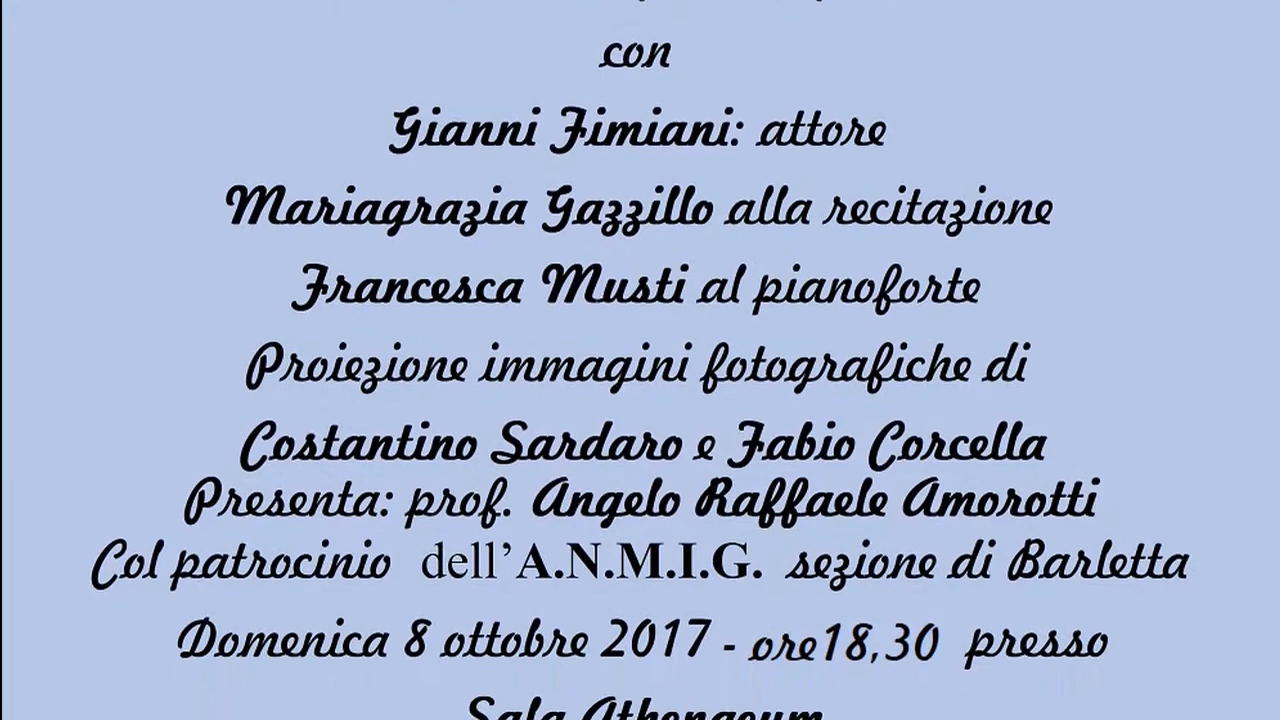 con
Gianni Fimiani: attore
Mariagrazia Gazzillo alla recitazione
Francesca Musti al pianoforte
Proiezione immagini fotografiche di
Costantino Sardaro e Fabio Corcella
Presenta: prof. Angelo Raffaele Amorotti
Col patrocinio dell’A.N.M.I.G. sezione di Barletta
Domenica 8 ottobre 2017 - ore18,30 presso
Sala Athenaeum